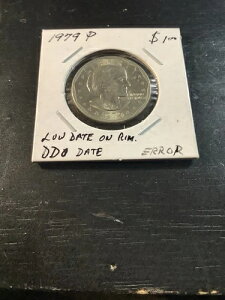 1979 P $1.00
LOW DATE ON RIM.
DDO DATE ERROR